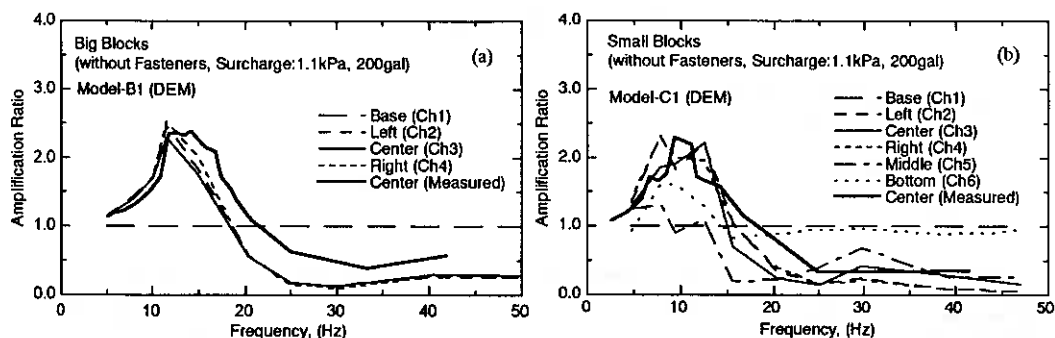 4.0
3.0
2.0
1.0
0.0
Amplification Ratio
Big Blocks
(without Fasteners, Surcharge:1.1kPa, 200gal)
Model-B1 (DEM)
(a)
Base (Ch1)
Left (Ch2)
Center (Ch3)
Right (Ch4)
Center (Measured)
0 10 20 30 40 50
Frequency, (Hz)
4.0
3.0
2.0
1.0
0.0
Amplification Ratio
Small Blocks
(without Fasteners, Surcharge:1.1kPa, 200gal)
Model-C1 (DEM)
(b)
Base (Ch1)
Left (Ch2)
Center (Ch3)
Right (Ch4)
Middle (Ch5)
Bottom (Ch6)
Center (Measured)
0 10 20 30 40 50
Frequency, (Hz)